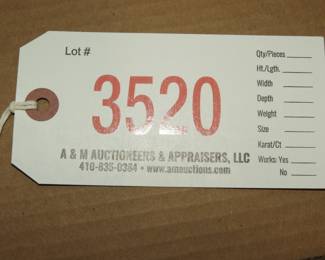 Lot #
3520
A & M AUCTIONEERS & APPRAISERS, LLC
410-835-0384 • www.amauctions.com
Qty/Pieces
Ht./Lgth.
Width
Depth
Weight
Size
Karat/Ct
Works: Yes
No